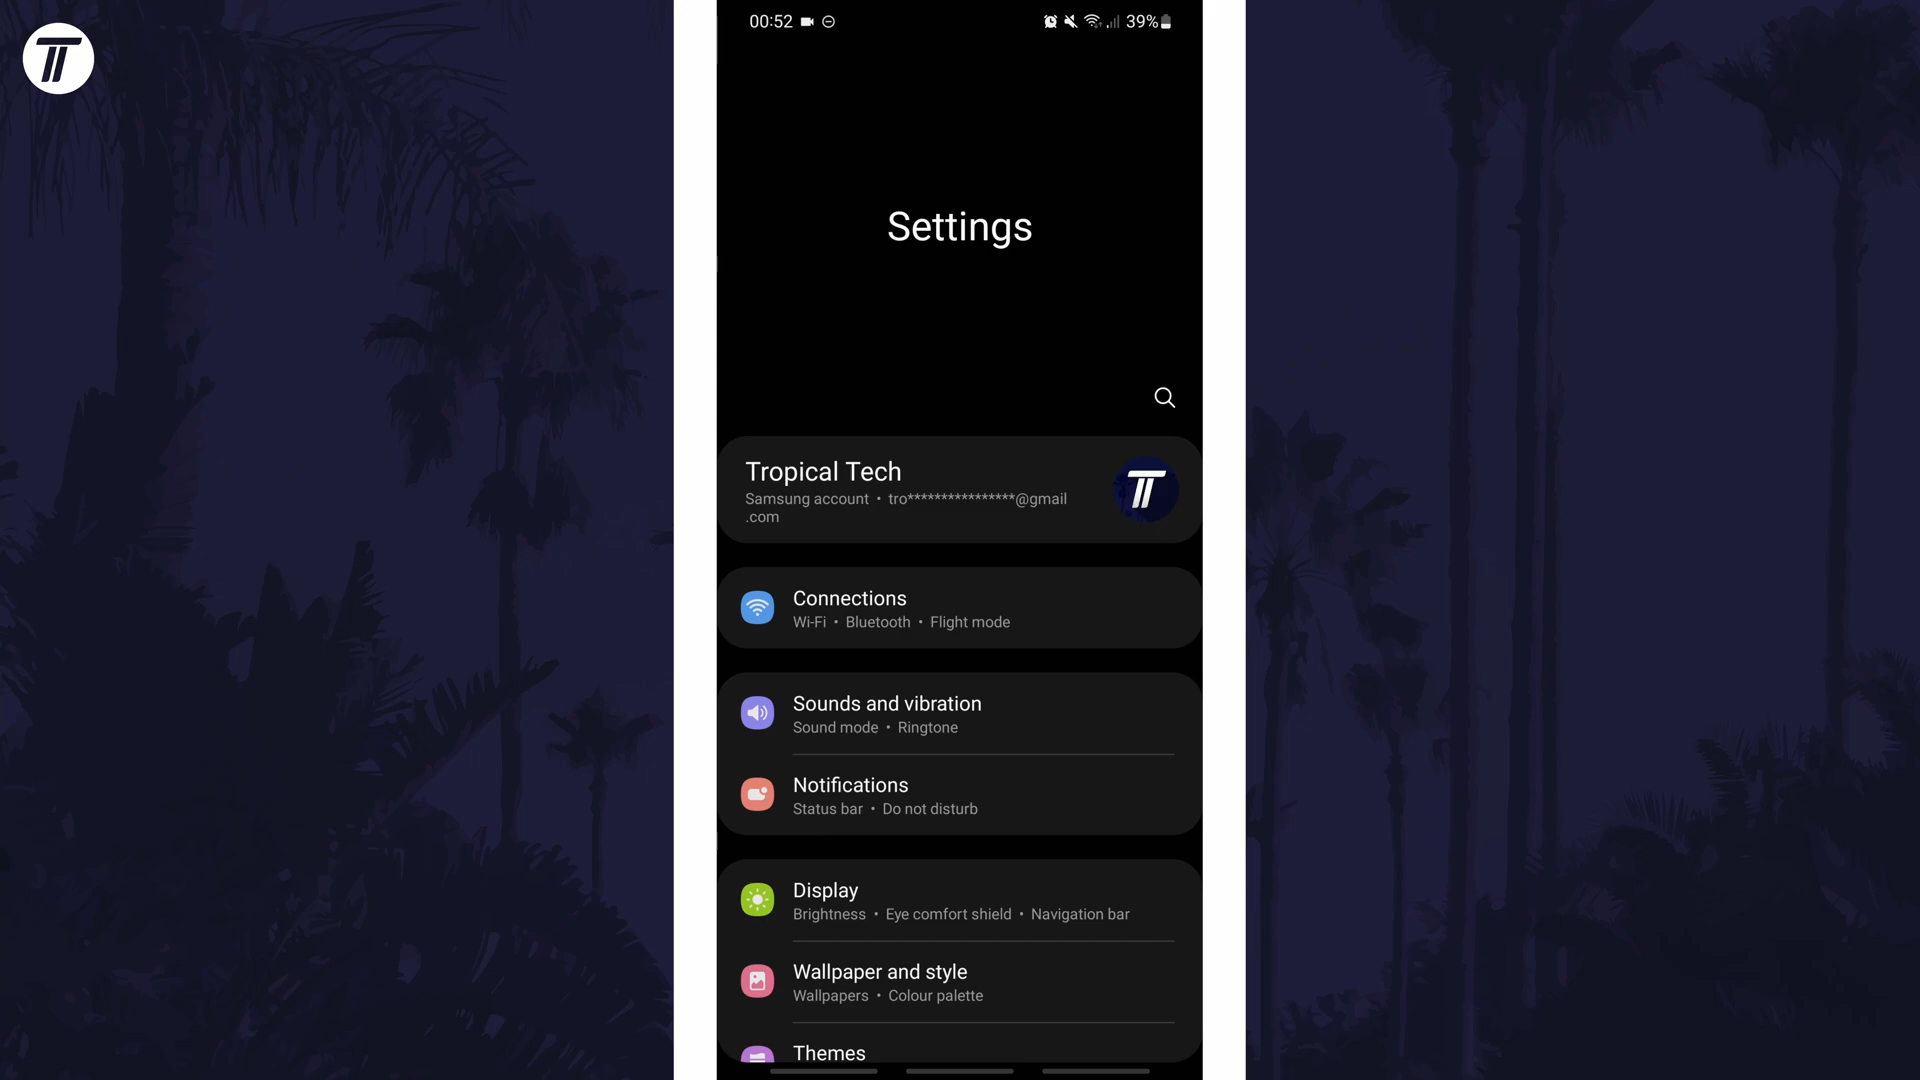 00:52
39%
Settings
Tropical Tech
Samsung account • tro****************@gmail
.com
Connections
Wi-Fi • Bluetooth • Flight mode
Sounds and vibration
Sound mode • Ringtone
Notifications
Status bar • Do not disturb
Display
Brightness • Eye comfort shield • Navigation bar
Wallpaper and style
Wallpapers • Colour palette
Themes